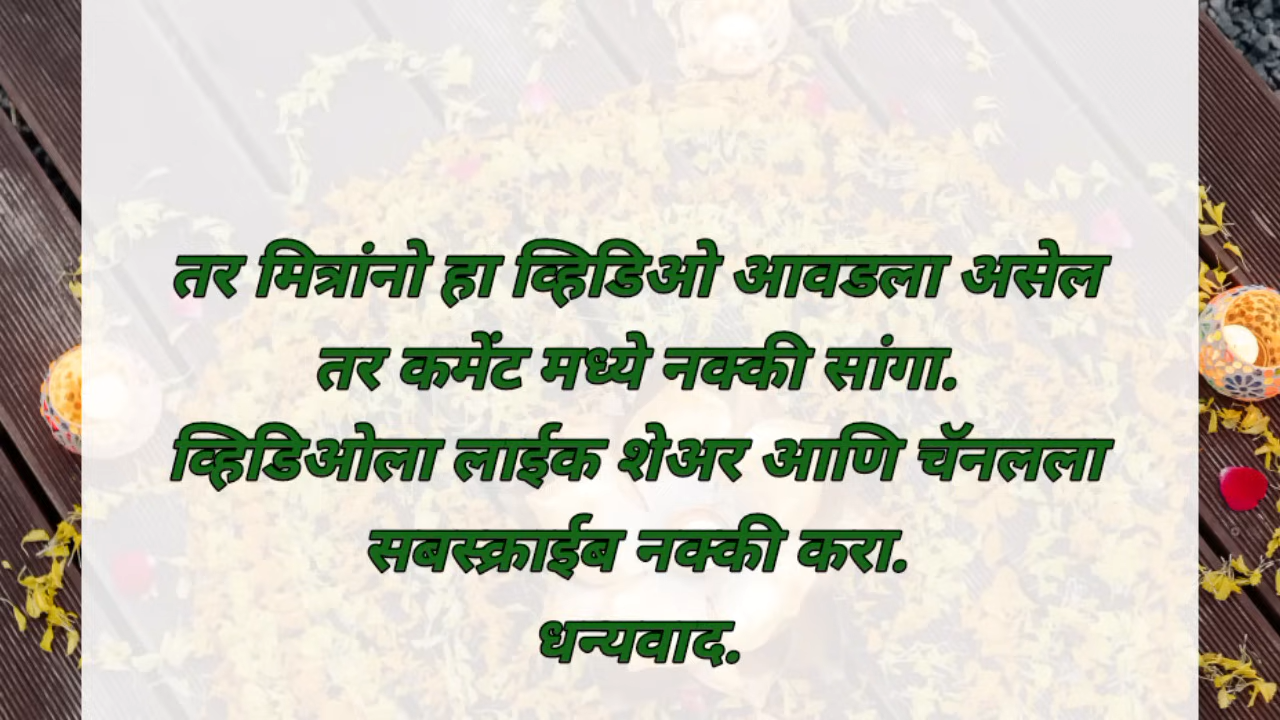 तर मित्रांनो हा व्हिडिओ आवडला असेल
तर कमेंट मध्ये नक्की सांगा.
व्हिडिओला लाईक शेअर आणि चॅनलला
सबस्क्राईब नक्की करा.
धन्यवाद.